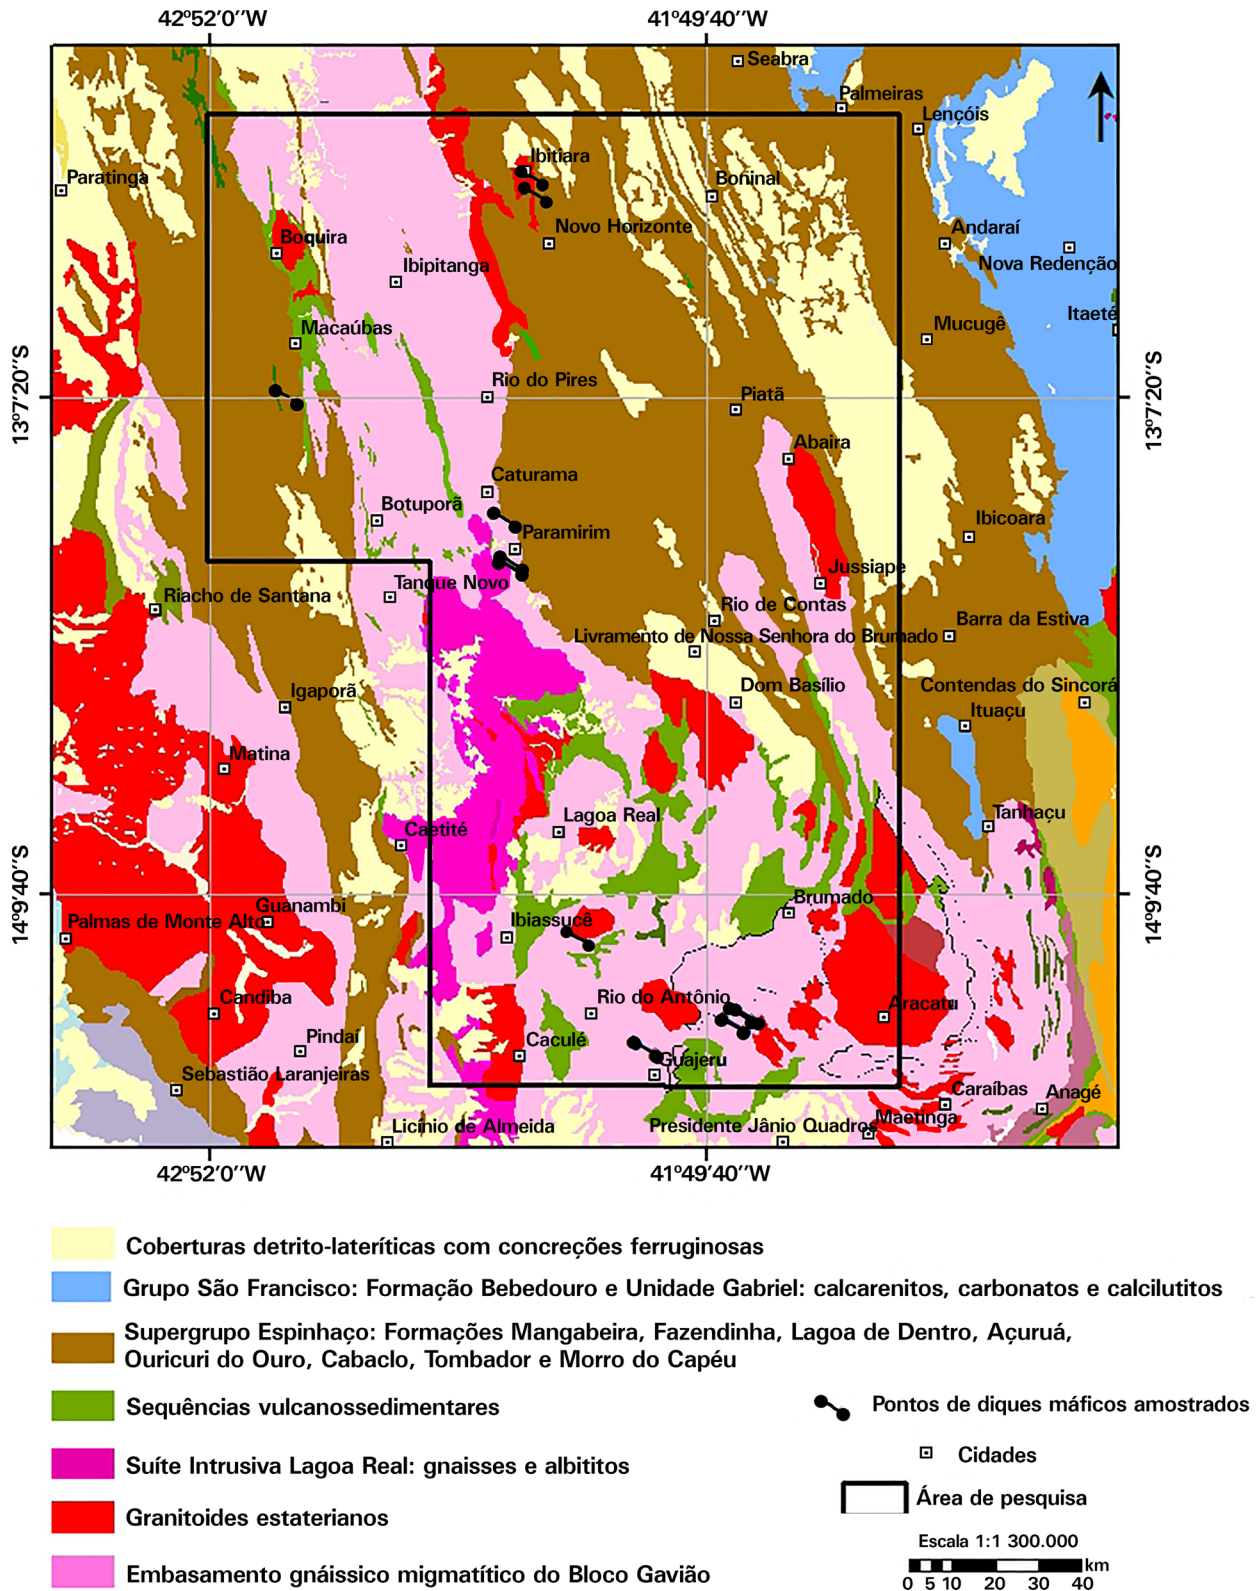 42º52'0''W
41º49'40''W
Seabra
Palmeiras
Lençóis
Ibitiara
Paratinga
Boninal
Novo Horizonte
Andaraí
Boquira
Nova Redenção
Ibipitanga
Itaeté
Macaúbas
Mucugê
Rio do Pires
Piatã
13º7'20''S
13º7'20''S
Abaira
Caturama
Botuporã
Ibicoara
Paramirim
Jussiape
Tanque Novo
Riacho de Santana
Rio de Contas
Barra da Estiva
Livramento de Nossa Senhora do Brumado
Igaporã
Dom Basílio
Contendas do Sincorá
Ituaçu
Matina
Lagoa Real
Tanhaçu
Caetité
14º9'40''S
14º9'40''S
Brumado
Guanambi
Palmas de Monte Alto
Ibiassucê
Candiba
Rio do Antônio
Aracatu
Pindaí
Caculé
Guajeru
Sebastião Laranjeiras
Caraíbas
Anagé
Licínio de Almeida
Presidente Jânio Quadros
Maetinga
42º52'0''W
41º49'40''W
Coberturas detrito-lateríticas com concreções ferruginosas
Grupo São Francisco: Formação Bebedouro e Unidade Gabriel: calcarenitos, carbonatos e calcilutitos
Supergrupo Espinhaço: Formações Mangabeira, Fazendinha, Lagoa de Dentro, Açuruá,
Ouricuri do Ouro, Cabaclo, Tombador e Morro do Capéu
Sequências vulcanossedimentares
Suíte Intrusiva Lagoa Real: gnaisses e albititos
Granitoides estaterianos
Embasamento gnáissico migmatítico do Bloco Gavião
Pontos de diques máficos amostrados
Cidades
Área de pesquisa
Escala 1:1 300.000
km
0 5 10 20 30 40